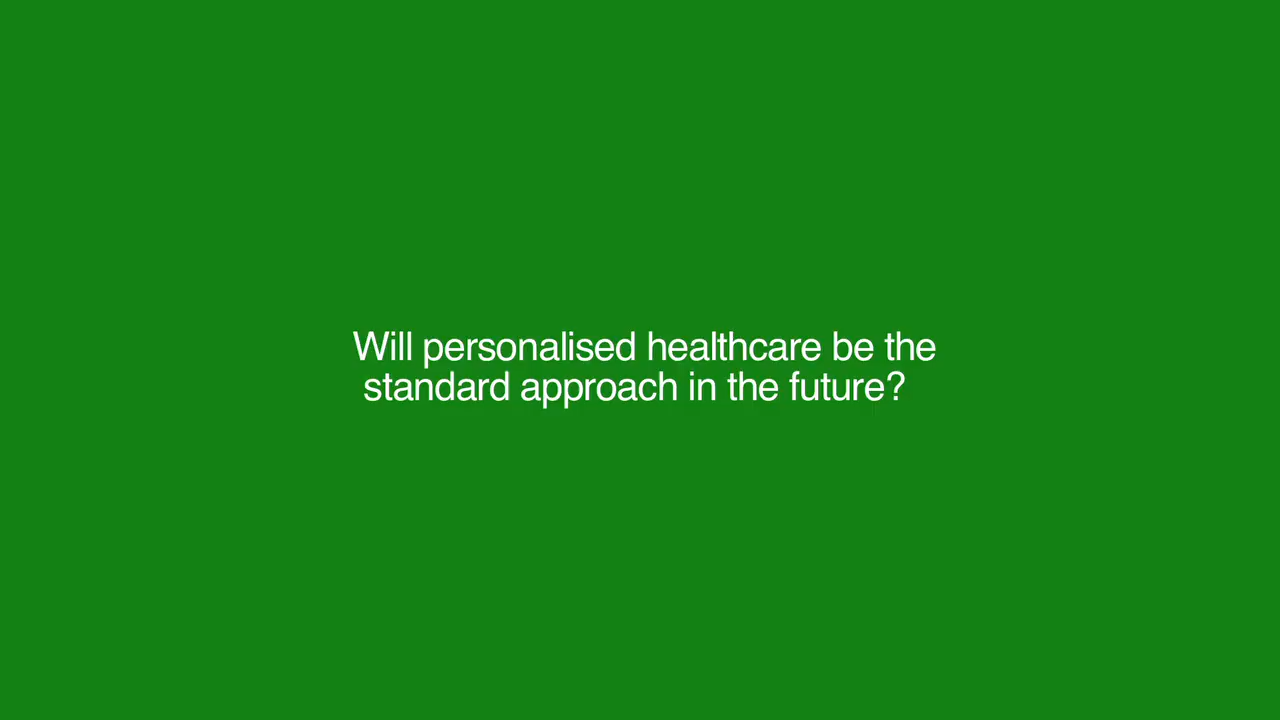 Will personalised healthcare be the
standard approach in the future?